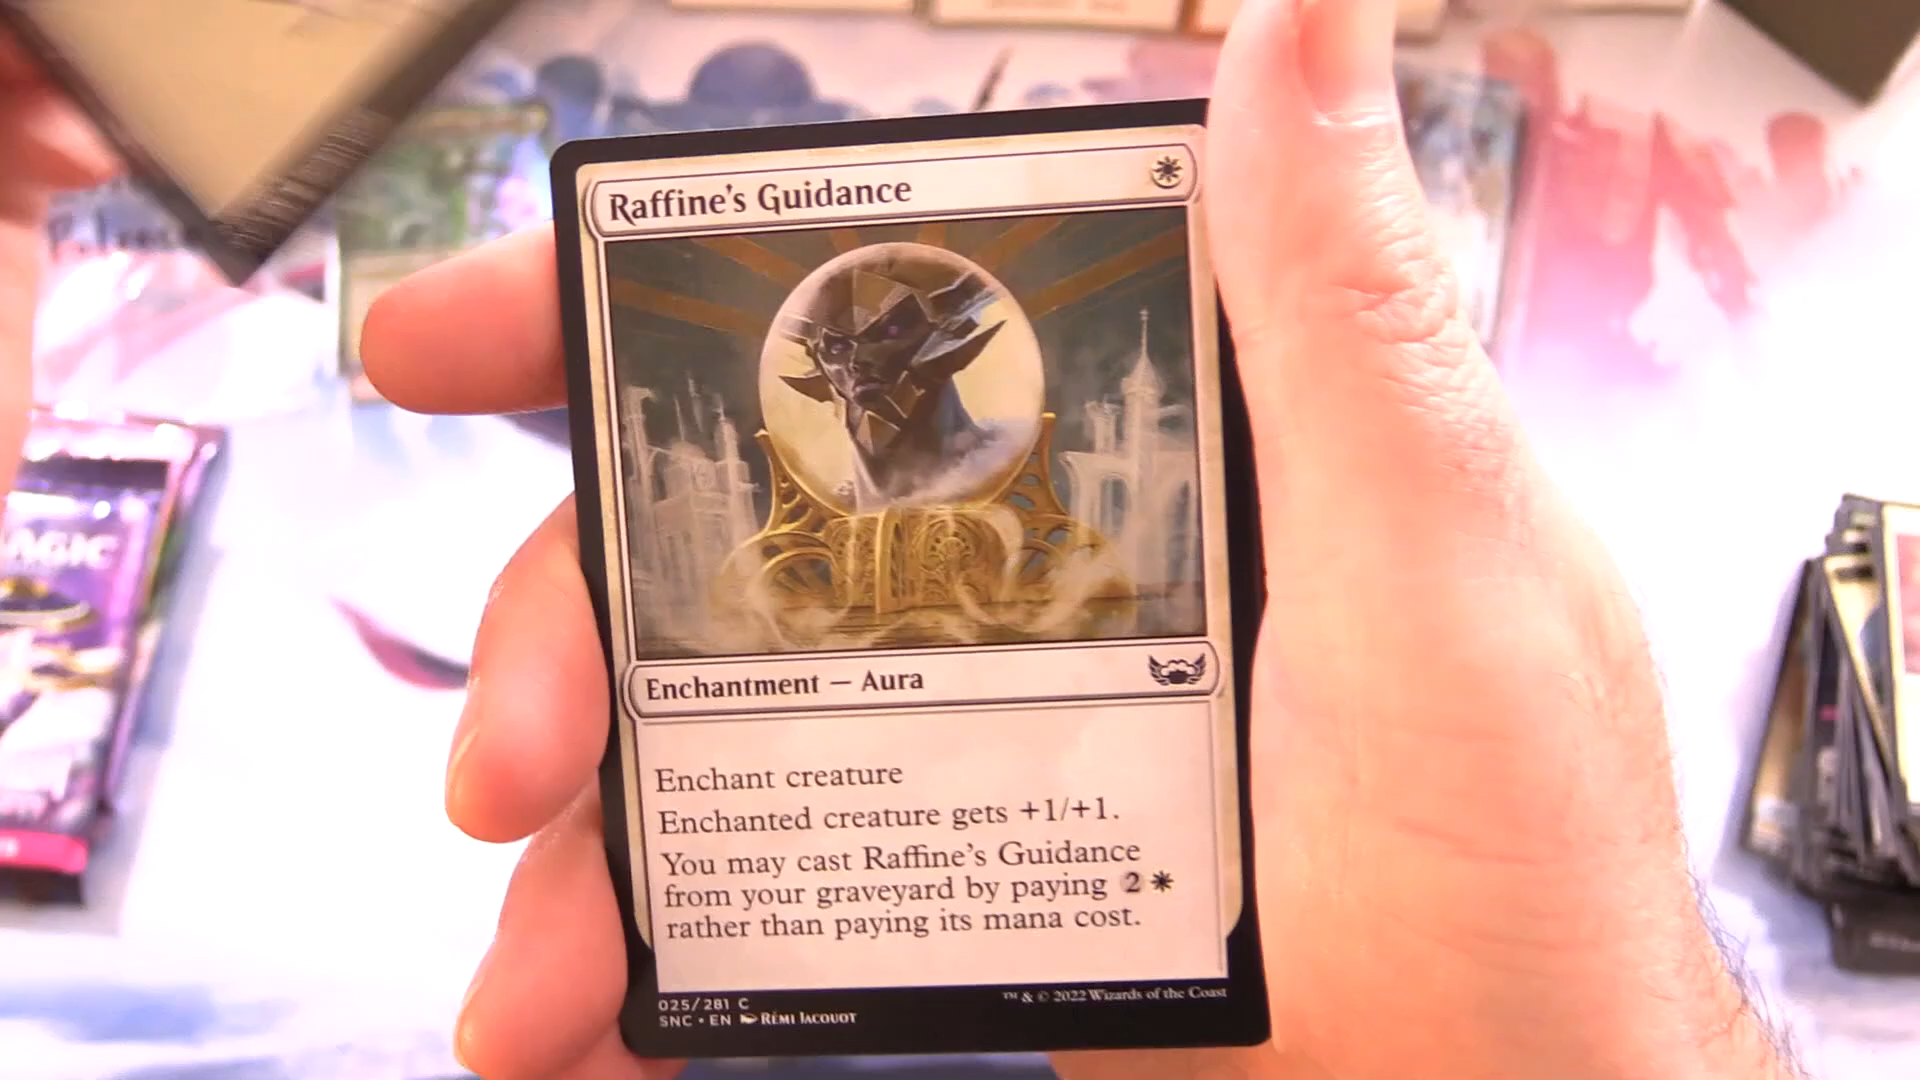 Raffine's Guidance
Enchantment — Aura
Enchant creature
Enchanted creature gets +1/+1.
You may cast Raffine's Guidance
from your graveyard by paying 2
rather than paying its mana cost.
025/281 C
™ & © 2022 Wizards of the Coast
SNC • EN RÉMI JACQUOT
AGIC